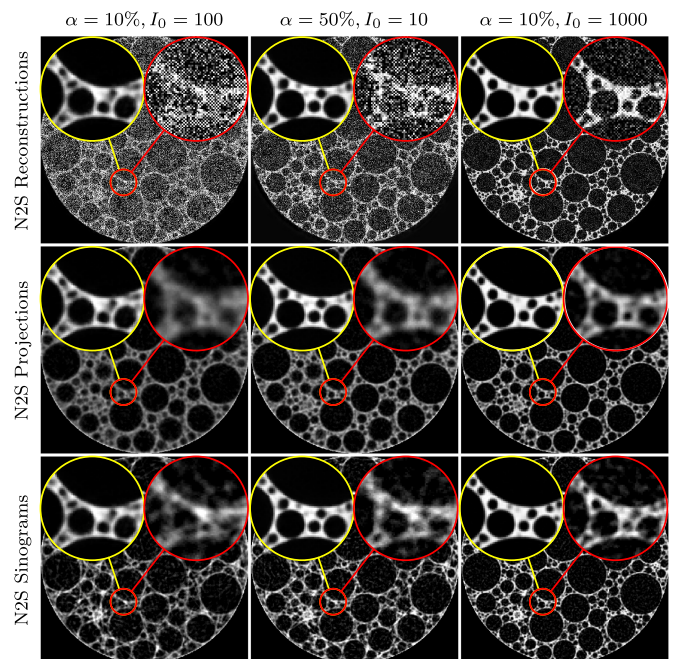 α = 10%, I₀ = 100
α = 50%, I₀ = 10
α = 10%, I₀ = 1000
N2S Reconstructions
N2S Projections
N2S Sinograms